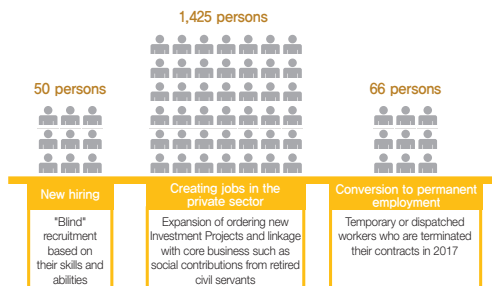 1,425 persons
50 persons
66 persons
New hiring
Creating jobs in the
private sector
Conversion to permanent
employment
"Blind"
recruitment
based on
their skills and
abilities
Expansion of ordering new
Investment Projects and linkage
with core business such as
social contributions from retired
civil servants
Temporary or dispatched
workers who are terminated
their contracts in 2017